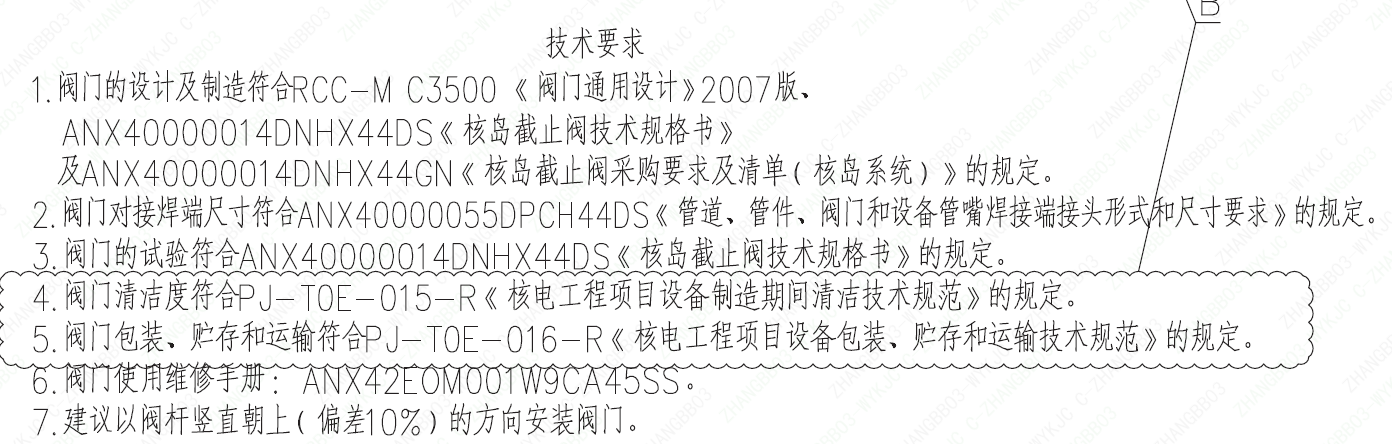 B
技术要求
1.阀门的设计及制造符合RCC-M C3500《阀门通用设计》2007版、
ANX40000014DNHX44DS《核岛截止阀技术规格书》
及ANX40000014DNHX44GN《核岛截止阀采购要求及清单(核岛系统)》的规定。
2.阀门对接焊端尺寸符合ANX40000055DPCH44DS《管道、管件、阀门和设备管嘴焊接端接头形式和尺寸要求》的规定。
3.阀门的试验符合ANX40000014DNHX44DS《核岛截止阀技术规格书》的规定。
4.阀门清洁度符合PJ-T0E-015-R《核电工程项目设备制造期间清洁技术规范》的规定。
5.阀门包装、贮存和运输符合PJ-T0E-016-R《核电工程项目设备包装、贮存和运输技术规范》的规定。
6.阀门使用维修手册：ANX42EOM001W9CA45SS。
7.建议以阀杆竖直朝上(偏差10%)的方向安装阀门。